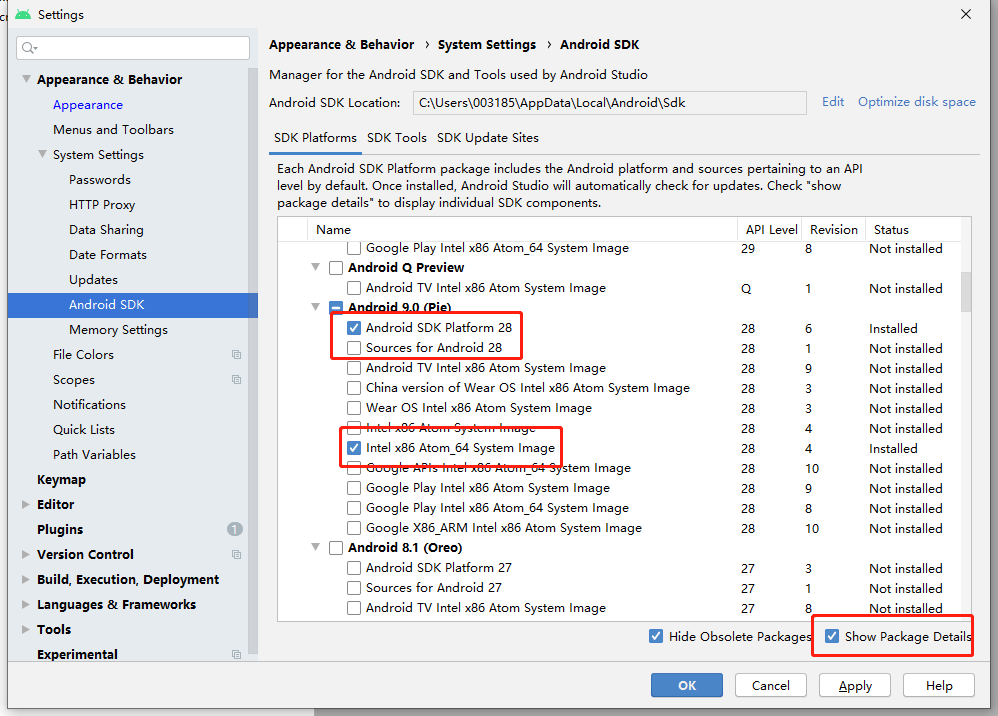 Settings
Appearance & Behavior
Appearance
Menus and Toolbars
System Settings
Passwords
HTTP Proxy
Data Sharing
Date Formats
Updates
Android SDK
Memory Settings
File Colors
Scopes
Notifications
Quick Lists
Path Variables
Keymap
Editor
Plugins 1
Version Control
Build, Execution, Deployment
Languages & Frameworks
Tools
Experimental
Appearance & Behavior › System Settings › Android SDK
Manager for the Android SDK and Tools used by Android Studio
Android SDK Location: C:\Users\003185\AppData\Local\Android\Sdk Edit Optimize disk space
SDK Platforms SDK Tools SDK Update Sites
Each Android SDK Platform package includes the Android platform and sources pertaining to an API
level by default. Once installed, Android Studio will automatically check for updates. Check "show
package details" to display individual SDK components.
Name API Level Revision Status
Google Play Intel x86 Atom_64 System Image 29 8 Not installed
Android Q Preview
Android TV Intel x86 Atom System Image Q 1 Not installed
Android 9.0 (Pie)
Android SDK Platform 28 28 6 Installed
Sources for Android 28 28 1 Not installed
Android TV Intel x86 Atom System Image 28 9 Not installed
China version of Wear OS Intel x86 Atom System Image 28 3 Not installed
Wear OS Intel x86 Atom System Image 28 3 Not installed
Intel x86 Atom System Image 28 4 Not installed
Intel x86 Atom_64 System Image 28 4 Installed
Google APIs Intel x86 Atom_64 System Image 28 10 Not installed
Google Play Intel x86 Atom System Image 28 9 Not installed
Google Play Intel x86 Atom_64 System Image 28 8 Not installed
Google X86_ARM Intel x86 Atom System Image 28 10 Not installed
Android 8.1 (Oreo)
Android SDK Platform 27 27 3 Not installed
Sources for Android 27 27 1 Not installed
Android TV Intel x86 Atom System Image 27 8 Not installed
Hide Obsolete Packages Show Package Details
OK Cancel Apply Help